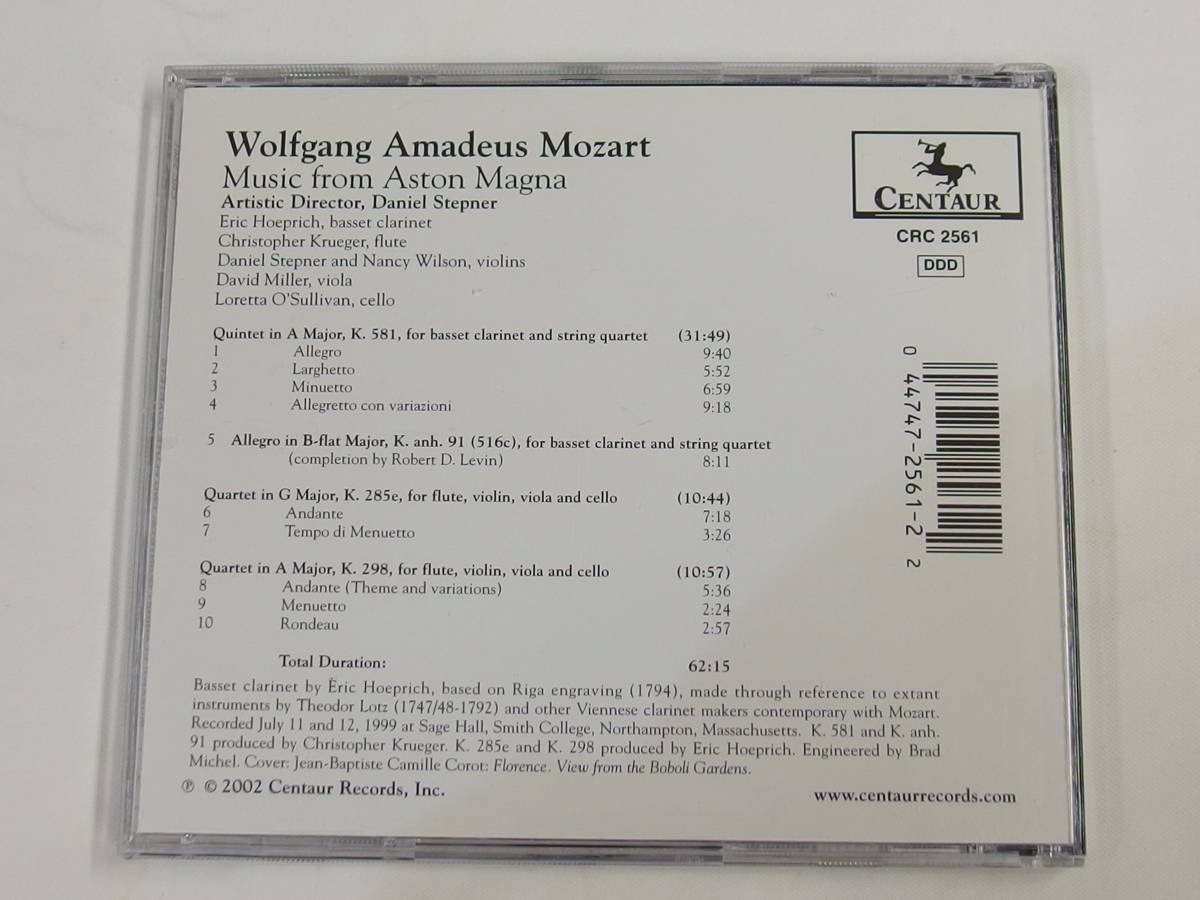 Wolfgang Amadeus Mozart
Music from Aston Magna
Artistic Director, Daniel Stepner
Eric Hoeprich, basset clarinet
Christopher Krueger, flute
Daniel Stepner and Nancy Wilson, violins
David Miller, viola
Loretta O'Sullivan, cello
CENTAUR
CRC 2561
DDD
Quintet in A Major, K. 581, for basset clarinet and string quartet (31:49)
1 Allegro 9:40
2 Larghetto 5:52
3 Minuetto 6:59
4 Allegretto con variazioni 9:18
5 Allegro in B-flat Major, K. anh. 91 (516c), for basset clarinet and string quartet
(completion by Robert D. Levin) 8:11
Quartet in G Major, K. 285e, for flute, violin, viola and cello (10:44)
6 Andante 7:18
7 Tempo di Menuetto 3:26
Quartet in A Major, K. 298, for flute, violin, viola and cello (10:57)
8 Andante (Theme and variations) 5:36
9 Menuetto 2:24
10 Rondeau 2:57
Total Duration: 62:15
0 44747-2561-2 2
Basset clarinet by Eric Hoeprich, based on Riga engraving (1794), made through reference to extant
instruments by Theodor Lotz (1747/48-1792) and other Viennese clarinet makers contemporary with Mozart.
Recorded July 11 and 12, 1999 at Sage Hall, Smith College, Northampton, Massachusetts. K. 581 and K. anh.
91 produced by Christopher Krueger. K. 285e and K. 298 produced by Eric Hoeprich. Engineered by Brad
Michel. Cover: Jean-Baptiste Camille Corot: Florence. View from the Boboli Gardens.
℗ © 2002 Centaur Records, Inc.
www.centaurrecords.com